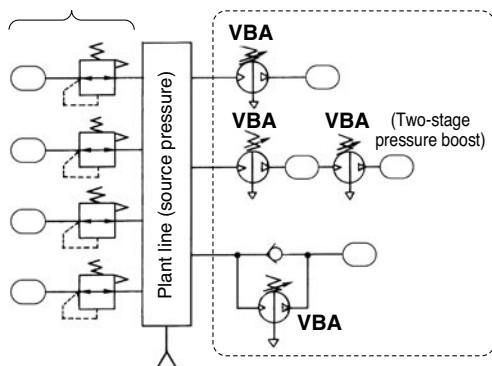 VBA
VBA
VBA
(Two-stage
pressure boost)
Plant line (source pressure)
VBA